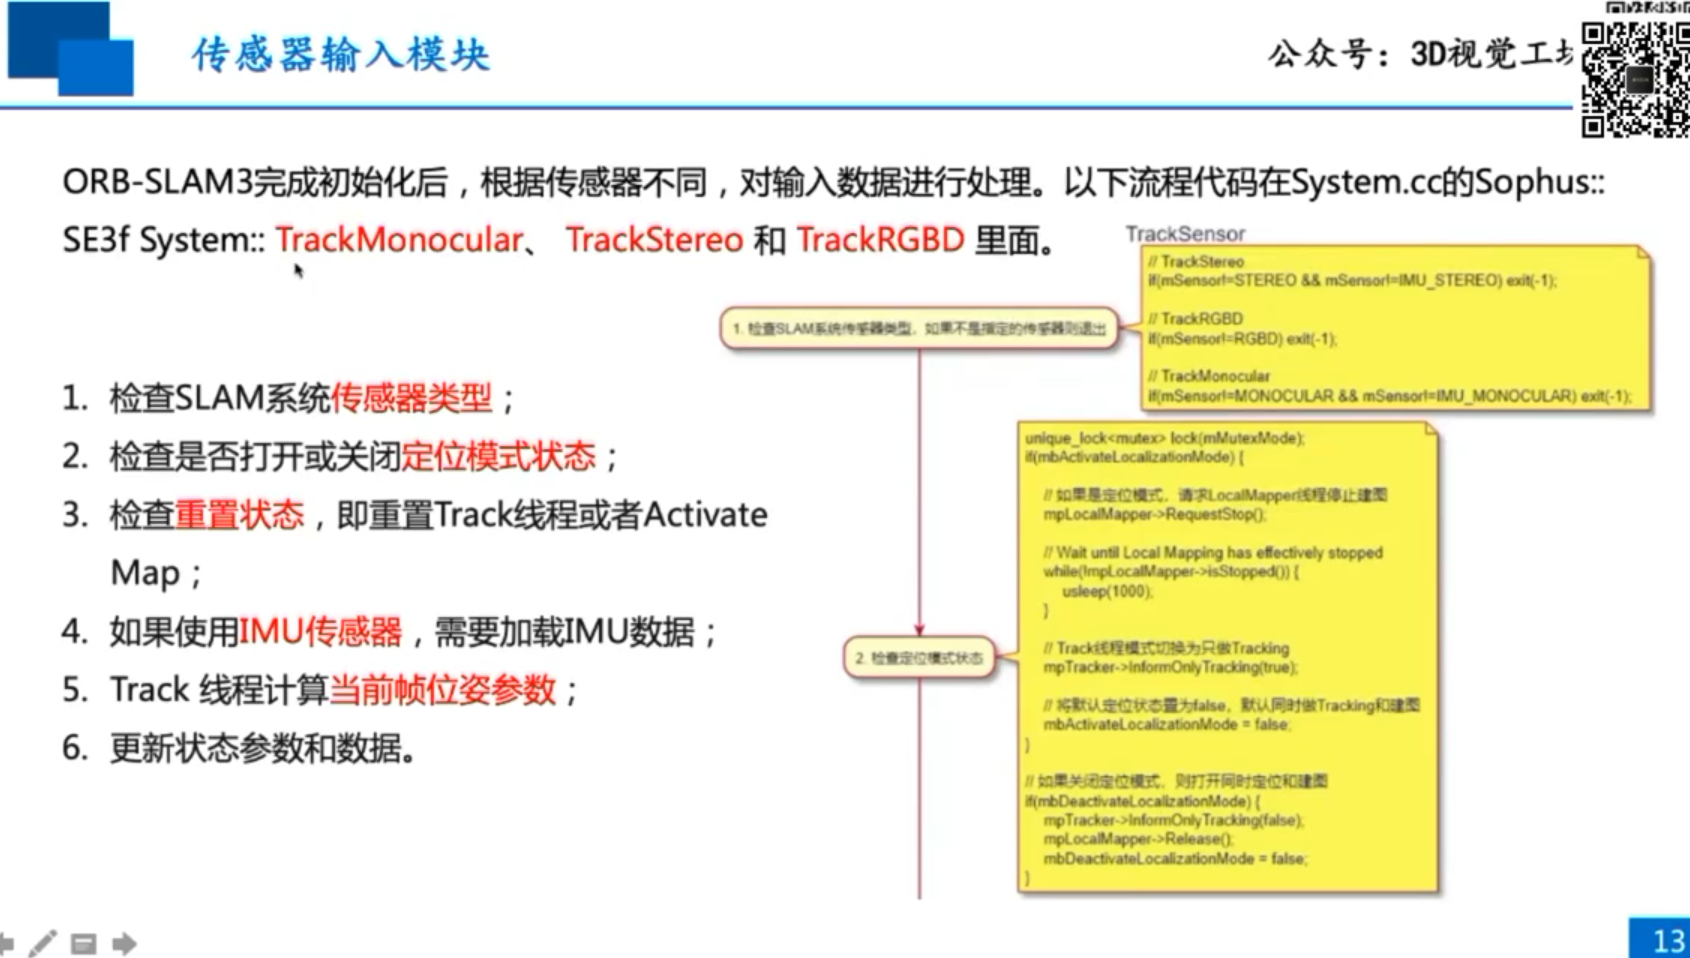 传感器输入模块
公众号：3D视觉工
ORB-SLAM3完成初始化后，根据传感器不同，对输入数据进行处理。以下流程代码在System.cc的Sophus::
SE3f System:: TrackMonocular、 TrackStereo 和 TrackRGBD 里面。
1. 检查SLAM系统传感器类型；
2. 检查是否打开或关闭定位模式状态；
3. 检查重置状态，即重置Track线程或者Activate
Map；
4. 如果使用IMU传感器，需要加载IMU数据；
5. Track 线程计算当前帧位姿参数；
6. 更新状态参数和数据。
TrackSensor
// TrackStereo
if(mSensor!=STEREO && mSensor!=IMU_STEREO) exit(-1);
// TrackRGBD
if(mSensor!=RGBD) exit(-1);
// TrackMonocular
if(mSensor!=MONOCULAR && mSensor!=IMU_MONOCULAR) exit(-1);
1. 检查SLAM系统传感器类型，如果不是指定的传感器则退出
unique_lock<mutex> lock(mMutexMode);
if(mbActivateLocalizationMode) {
// 如果是定位模式，请求LocalMapper线程停止建图
mpLocalMapper->RequestStop();
// Wait until Local Mapping has effectively stopped
while(!mpLocalMapper->isStopped()) {
usleep(1000);
}
// Track线程模式切换为只做Tracking
mpTracker->InformOnlyTracking(true);
// 将默认定位状态置为false，默认同时做Tracking和建图
mbActivateLocalizationMode = false;
}
// 如果关闭定位模式，则打开同时定位和建图
if(mbDeactivateLocalizationMode) {
mpTracker->InformOnlyTracking(false);
mpLocalMapper->Release();
mbDeactivateLocalizationMode = false;
}
2. 检查定位模式状态
13